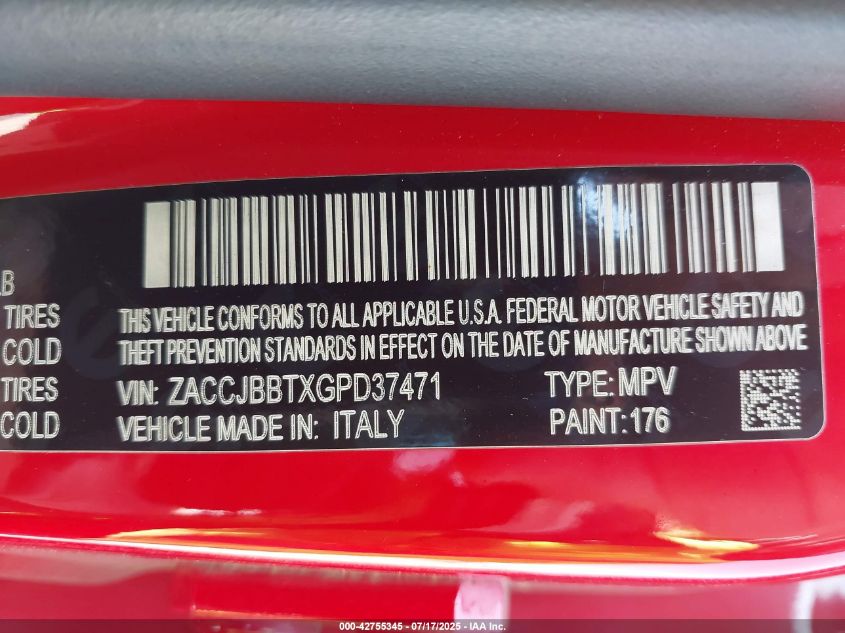 LB
THIS VEHICLE CONFORMS TO ALL APPLICABLE U.S.A. FEDERAL MOTOR VEHICLE SAFETY AND
TIRES
THEFT PREVENTION STANDARDS IN EFFECT ON THE DATE OF MANUFACTURE SHOWN ABOVE
COLD
TIRES
VIN: ZACCJBBTXGPD37471 TYPE: MPV
COLD
VEHICLE MADE IN: ITALY PAINT: 176
000-42755345 - 07/17/2025 - IAA Inc.